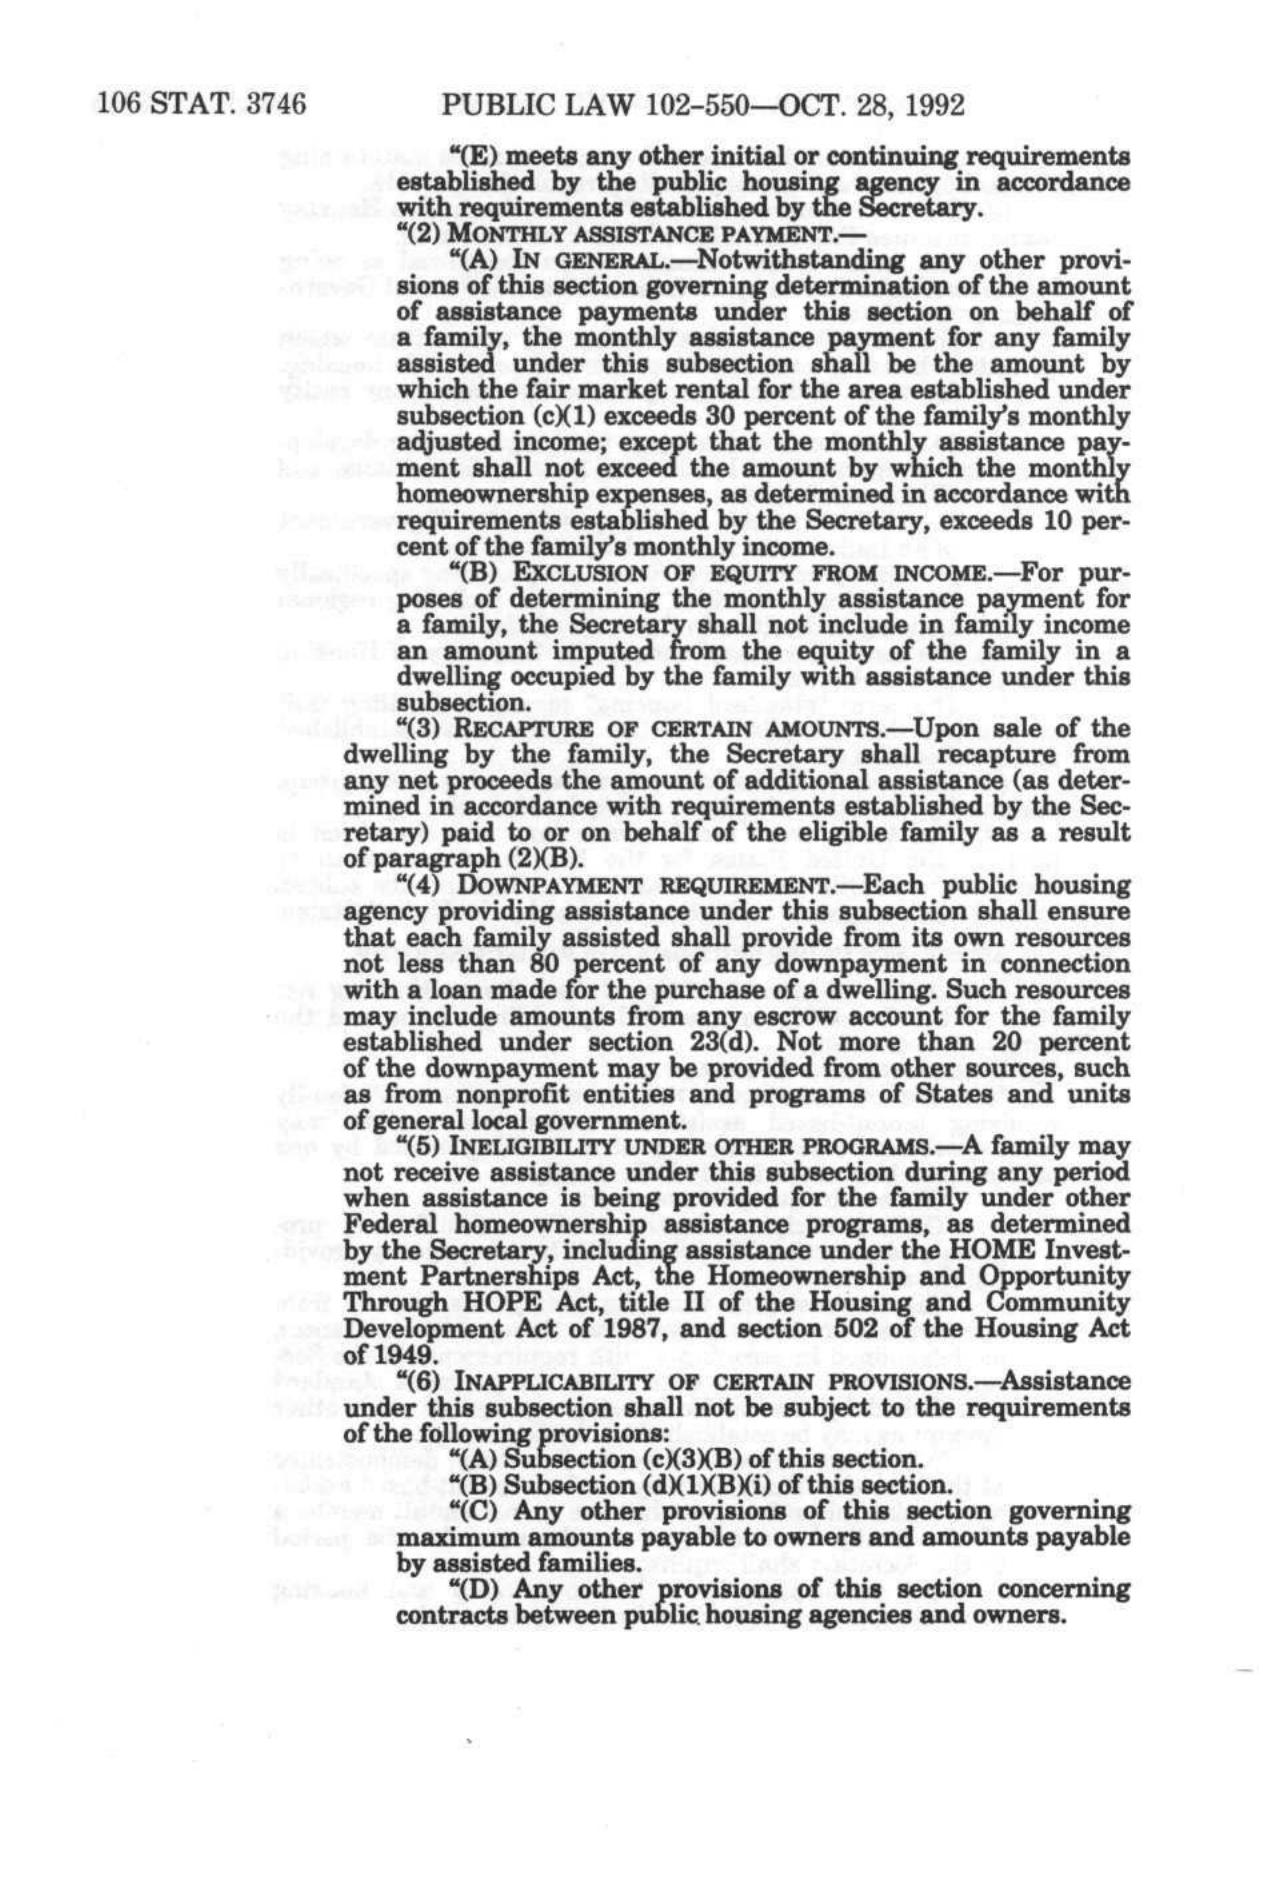 106 STAT. 3746 PUBLIC LAW 102–550—OCT. 28, 1992
“(E) meets any other initial or continuing requirements
established by the public housing agency in accordance
with requirements established by the Secretary.
“(2) MONTHLY ASSISTANCE PAYMENT.—
“(A) IN GENERAL.—Notwithstanding any other provi-
sions of this section governing determination of the amount
of assistance payments under this section on behalf of
a family, the monthly assistance payment for any family
assisted under this subsection shall be the amount by
which the fair market rental for the area established under
subsection (c)(1) exceeds 30 percent of the family’s monthly
adjusted income; except that the monthly assistance pay-
ment shall not exceed the amount by which the monthly
homeownership expenses, as determined in accordance with
requirements established by the Secretary, exceeds 10 per-
cent of the family’s monthly income.
“(B) EXCLUSION OF EQUITY FROM INCOME.—For pur-
poses of determining the monthly assistance payment for
a family, the Secretary shall not include in family income
an amount imputed from the equity of the family in a
dwelling occupied by the family with assistance under this
subsection.
“(3) RECAPTURE OF CERTAIN AMOUNTS.—Upon sale of the
dwelling by the family, the Secretary shall recapture from
any net proceeds the amount of additional assistance (as deter-
mined in accordance with requirements established by the Sec-
retary) paid to or on behalf of the eligible family as a result
of paragraph (2)(B).
“(4) DOWNPAYMENT REQUIREMENT.—Each public housing
agency providing assistance under this subsection shall ensure
that each family assisted shall provide from its own resources
not less than 80 percent of any downpayment in connection
with a loan made for the purchase of a dwelling. Such resources
may include amounts from any escrow account for the family
established under section 23(d). Not more than 20 percent
of the downpayment may be provided from other sources, such
as from nonprofit entities and programs of States and units
of general local government.
“(5) INELIGIBILITY UNDER OTHER PROGRAMS.—A family may
not receive assistance under this subsection during any period
when assistance is being provided for the family under other
Federal homeownership assistance programs, as determined
by the Secretary, including assistance under the HOME Invest-
ment Partnerships Act, the Homeownership and Opportunity
Through HOPE Act, title II of the Housing and Community
Development Act of 1987, and section 502 of the Housing Act
of 1949.
“(6) INAPPLICABILITY OF CERTAIN PROVISIONS.—Assistance
under this subsection shall not be subject to the requirements
of the following provisions:
“(A) Subsection (c)(3)(B) of this section.
“(B) Subsection (d)(1)(B)(i) of this section.
“(C) Any other provisions of this section governing
maximum amounts payable to owners and amounts payable
by assisted families.
“(D) Any other provisions of this section concerning
contracts between public housing agencies and owners.